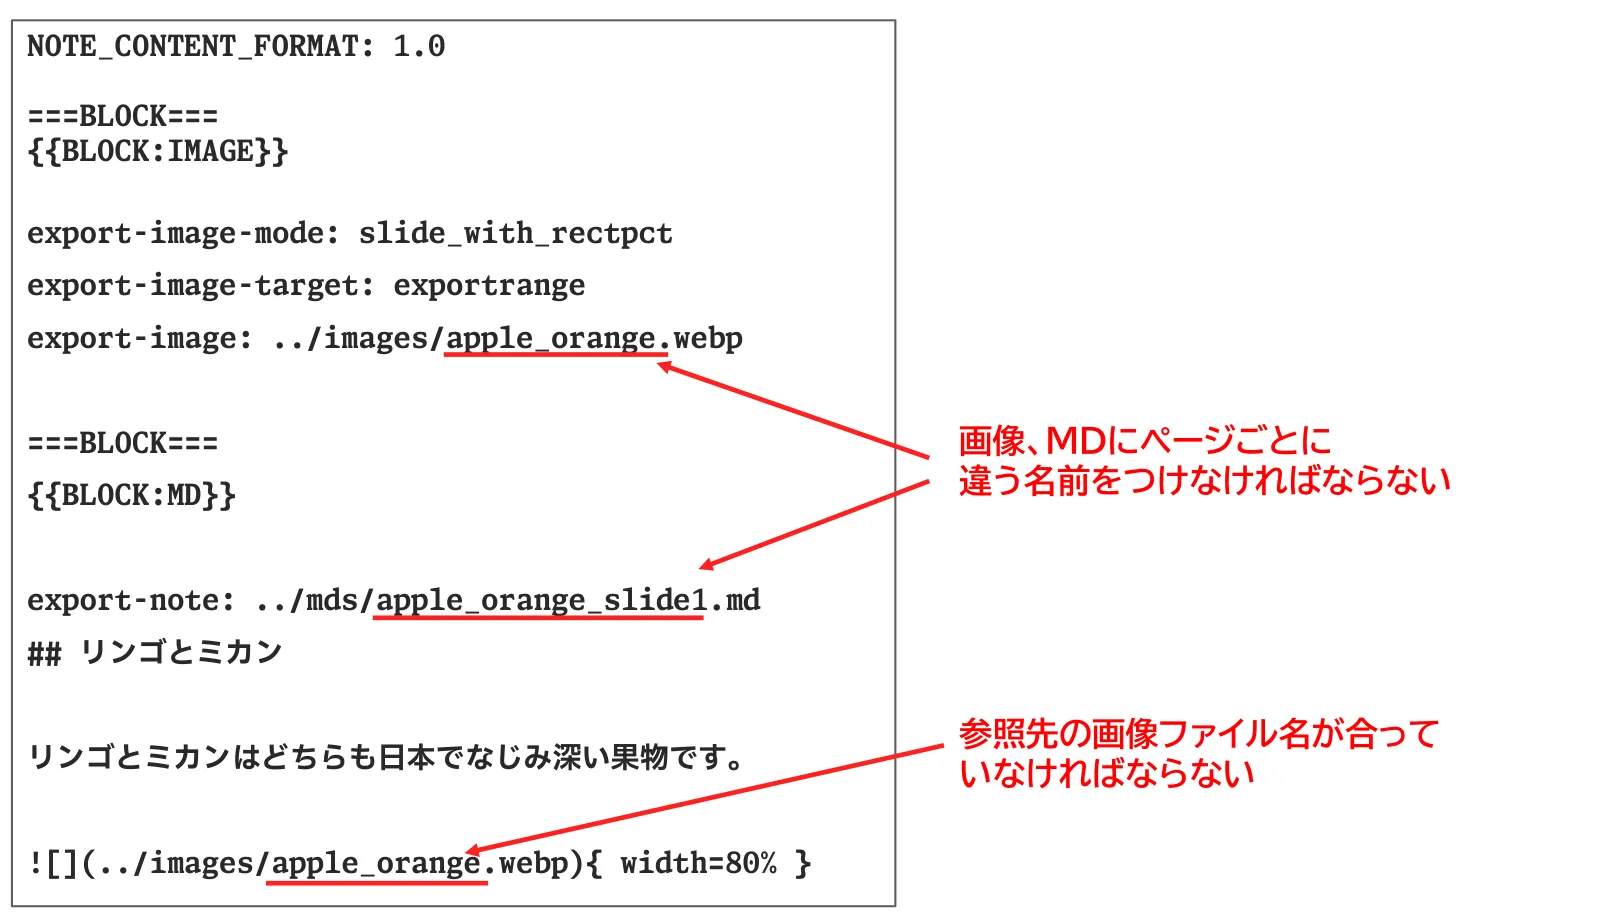 NOTE_CONTENT_FORMAT: 1.0
===BLOCK===
{{BLOCK:IMAGE}}
export-image-mode: slide_with_rectpct
export-image-target: exportrange
export-image: ../images/apple_orange.webp
===BLOCK===
{{BLOCK:MD}}
export-note: ../mds/apple_orange_slide1.md
## リンゴとミカン
リンゴとミカンはどちらも日本でなじみ深い果物です。
![](../images/apple_orange.webp){ width=80% }
画像、MDにページごとに
違う名前をつけなければならない
参照先の画像ファイル名が合って
いなければならない